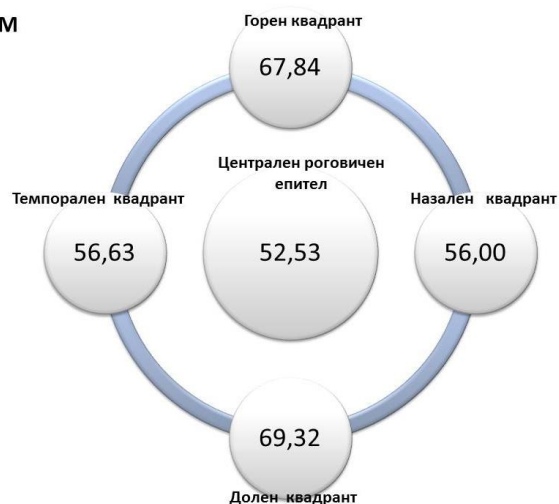 М
Горен квадрант
67,84
Централен роговичен
епител
Темпорален квадрант
Назален квадрант
56,63
52,53
56,00
69,32
Долен квадрант